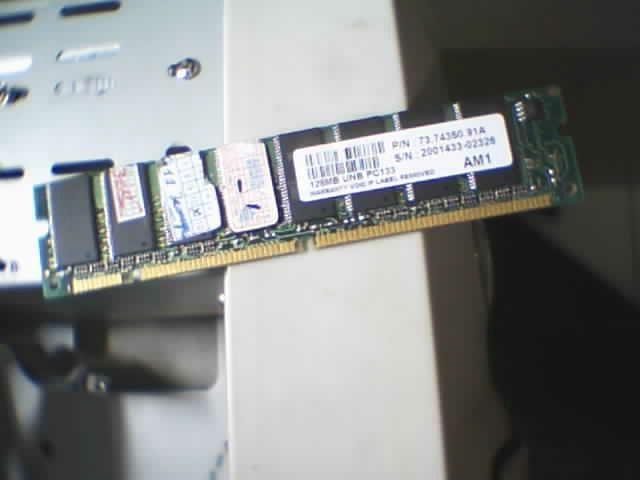 P/N : 73.74350.91A
S/N : 2001433-02326
128MB UNB PC133
AM1
WARRANTY VOID IF LABEL REMOVED